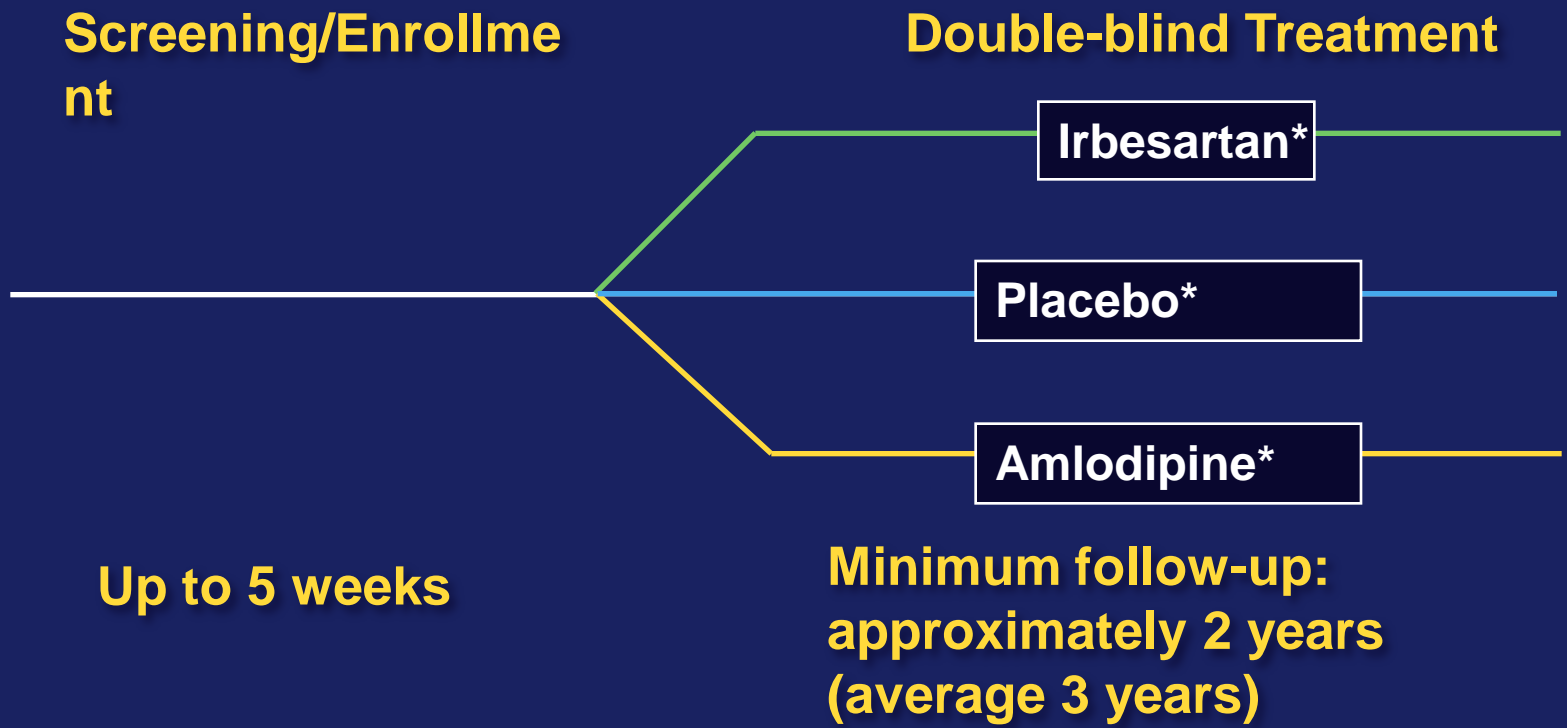 Screening/Enrollme
nt
Double-blind Treatment
Irbesartan*
Placebo*
Amlodipine*
Up to 5 weeks
Minimum follow-up:
approximately 2 years
(average 3 years)